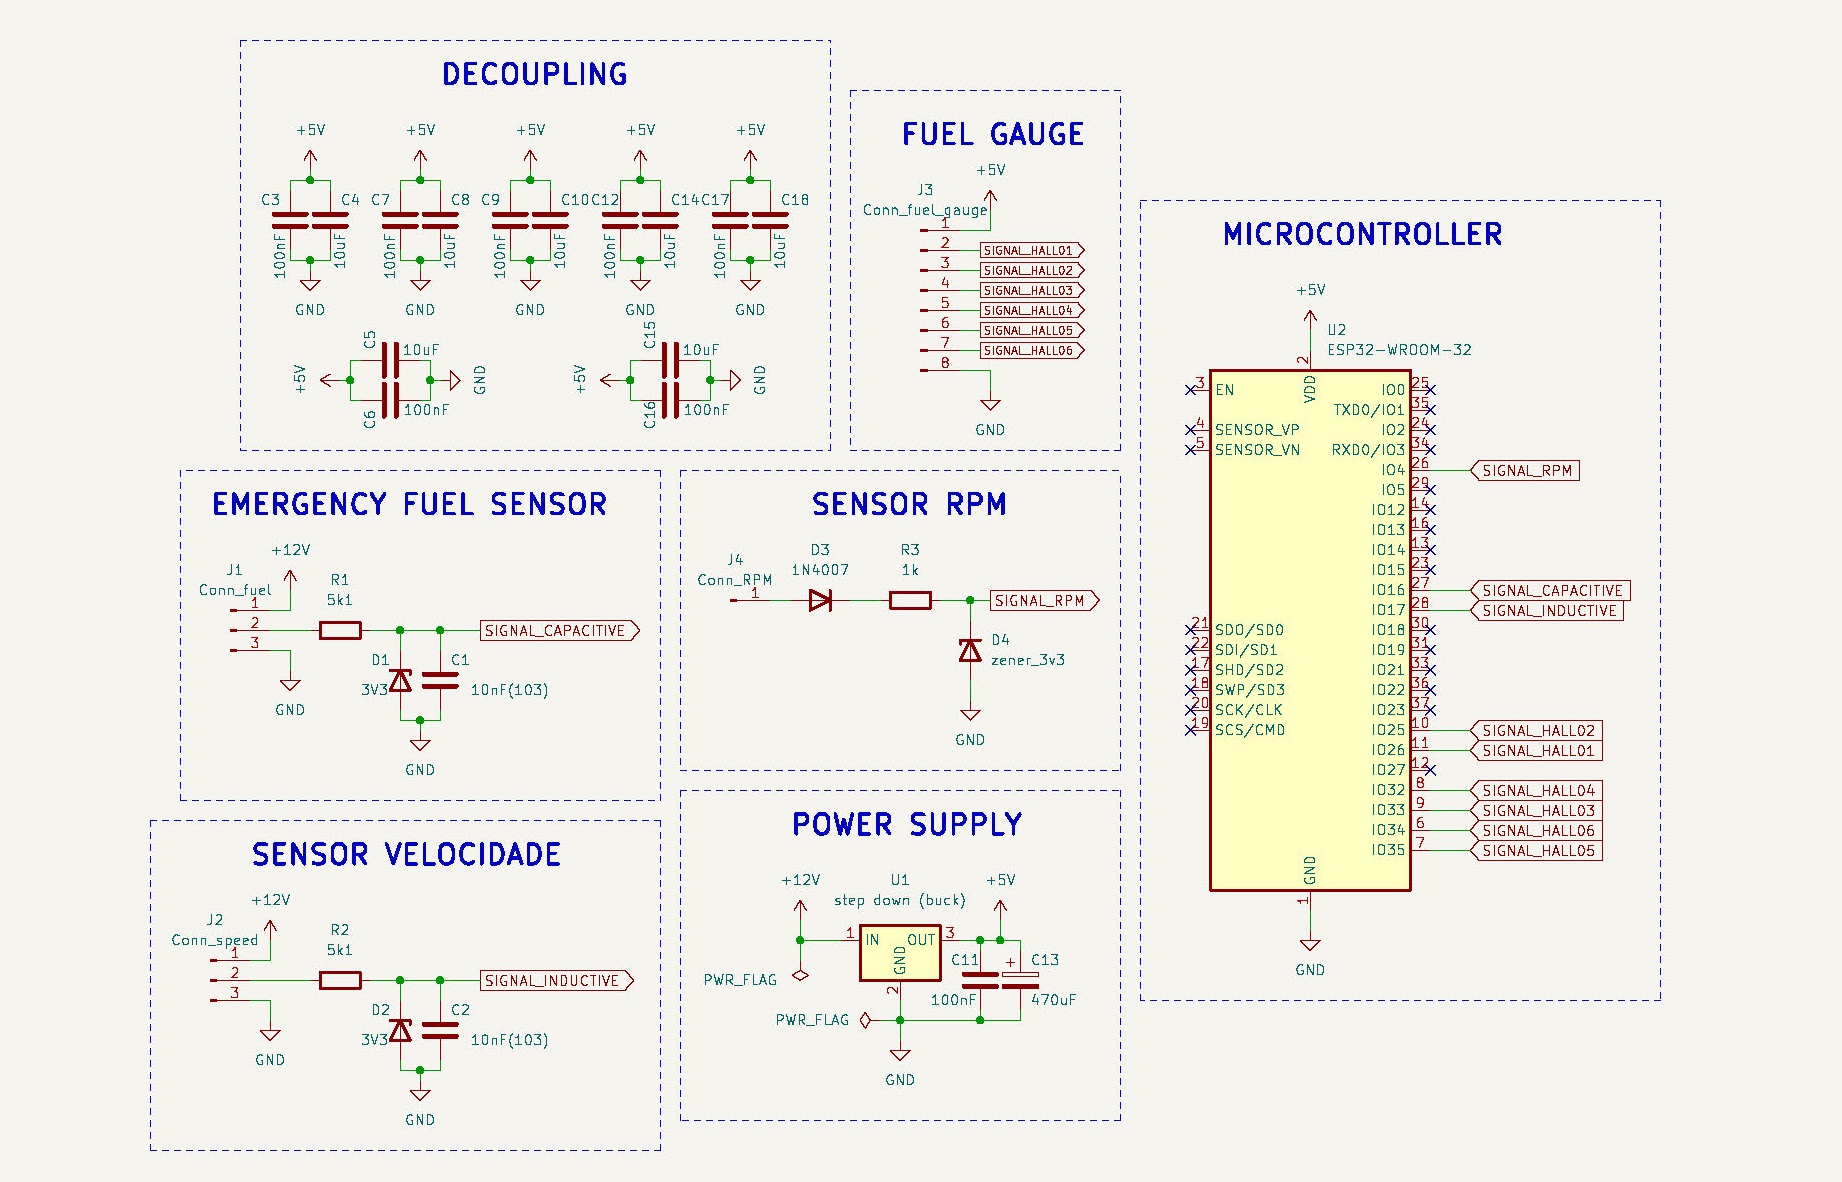 DECOUPLING
+5V +5V +5V +5V +5V
C3 C4 C7 C8 C9 C10 C12 C14 C17 C18
100nF 10uF 100nF 10uF 100nF 10uF 100nF 10uF 100nF 10uF
GND GND GND GND GND
C5 10uF
+5V GND
C6 100nF
C15 10uF
+5V GND
C16 100nF
FUEL GAUGE
+5V
J3
Conn_fuel_gauge
1
2 SIGNAL_HALL01
3 SIGNAL_HALL02
4 SIGNAL_HALL03
5 SIGNAL_HALL04
6 SIGNAL_HALL05
7 SIGNAL_HALL06
8
GND
EMERGENCY FUEL SENSOR
+12V
J1
Conn_fuel
R1
5k1
1
2 SIGNAL_CAPACITIVE
3
D1 C1
3V3 10nF(103)
GND
GND
SENSOR RPM
J4
Conn_RPM
D3
1N4007
R3
1k
1 SIGNAL_RPM
D4
zener_3v3
GND
SENSOR VELOCIDADE
+12V
J2
Conn_speed
R2
5k1
1
2 SIGNAL_INDUCTIVE
3
D2 C2
3V3 10nF(103)
GND
GND
POWER SUPPLY
+12V U1 +5V
step down (buck)
1 IN OUT 3
GND
2
C11 C13
+
PWR_FLAG
100nF 470uF
PWR_FLAG
GND
MICROCONTROLLER
+5V
U2
ESP32-WROOM-32
2
VDD
3 EN
4 SENSOR_VP
5 SENSOR_VN
21 SDO/SD0
22 SDI/SD1
17 SHD/SD2
18 SWP/SD3
20 SCK/CLK
19 SCS/CMD
IO0 25
TXD0/IO1 35
IO2 24
RXD0/IO3 34
IO4 26 SIGNAL_RPM
IO5 29
IO12 14
IO13 16
IO14 13
IO15 23
IO16 27 SIGNAL_CAPACITIVE
IO17 28 SIGNAL_INDUCTIVE
IO18 30
IO19 31
IO21 33
IO22 36
IO23 37
IO25 10 SIGNAL_HALL02
IO26 11 SIGNAL_HALL01
IO27 12
IO32 8 SIGNAL_HALL04
IO33 9 SIGNAL_HALL03
IO34 6 SIGNAL_HALL06
IO35 7 SIGNAL_HALL05
GND
1
GND